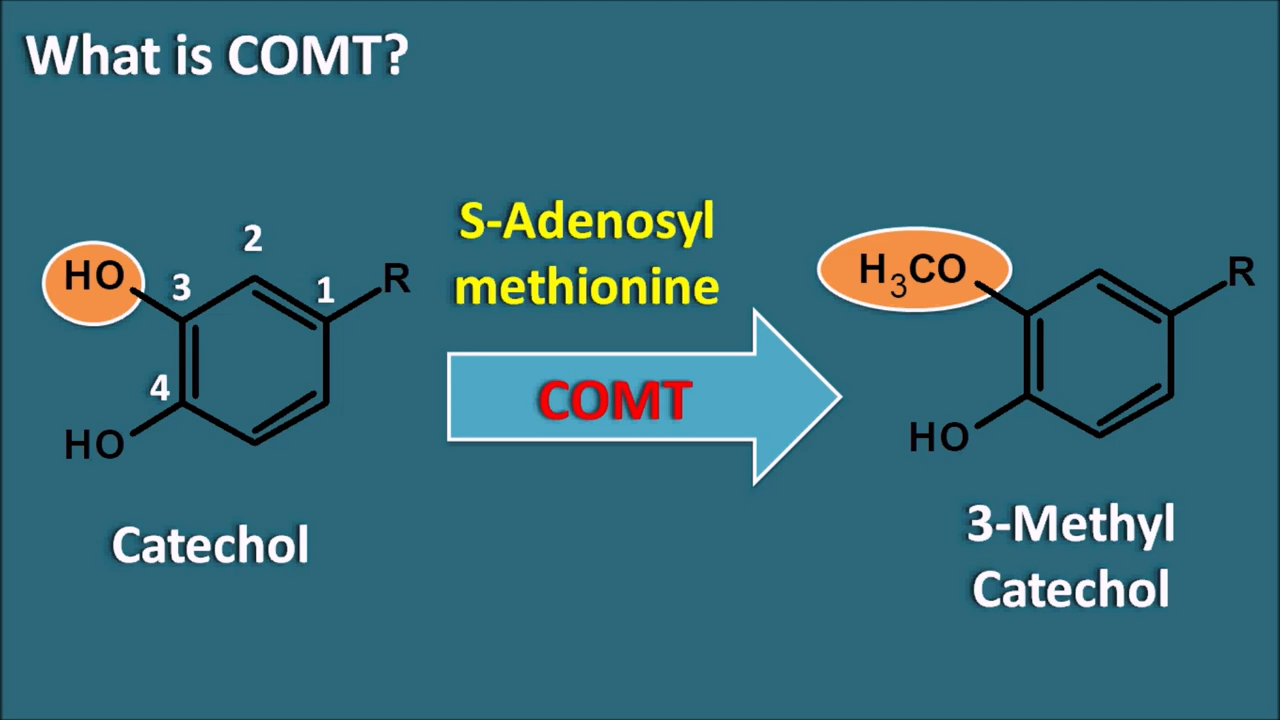 What is COMT?
S-Adenosyl
methionine
COMT
HO
3
2
1
R
4
HO
Catechol
H₃CO
R
HO
3-Methyl
Catechol